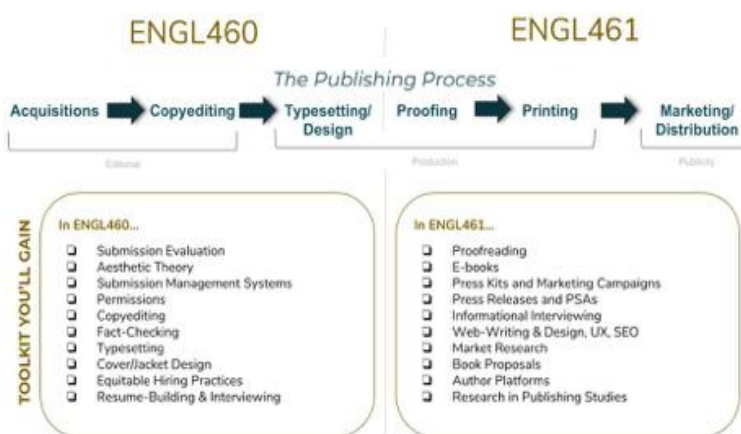 ENGL460
ENGL461
The Publishing Process
Acquisitions Copyediting Typesetting/ Proofing Printing Marketing/
Design Distribution
Editorial Production Publicity
TOOLKIT YOU'LL GAIN
In ENGL460...
Submission Evaluation
Aesthetic Theory
Submission Management Systems
Permissions
Copyediting
Fact-Checking
Typesetting
Cover/Jacket Design
Equitable Hiring Practices
Resume-Building & Interviewing
In ENGL461...
Proofreading
E-books
Press Kits and Marketing Campaigns
Press Releases and PSAs
Informational Interviewing
Web-Writing & Design, UX, SEO
Market Research
Book Proposals
Author Platforms
Research in Publishing Studies